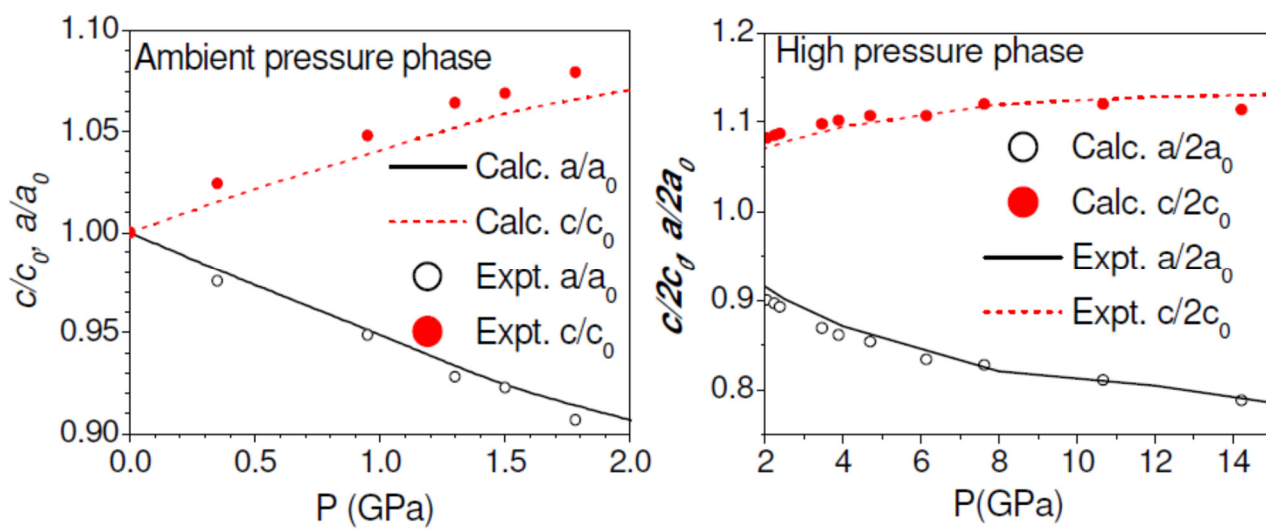 Ambient pressure phase
c/c₀, a/a₀
1.10
1.05
1.00
0.95
0.90
0.0
0.5
1.0
1.5
2.0
P (GPa)
Calc. a/a₀
Calc. c/c₀
Expt. a/a₀
Expt. c/c₀
High pressure phase
c/2c₀, a/2a₀
1.2
1.1
1.0
0.9
0.8
2
4
6
8
10
12
14
P(GPa)
Calc. a/2a₀
Calc. c/2c₀
Expt. a/2a₀
Expt. c/2c₀